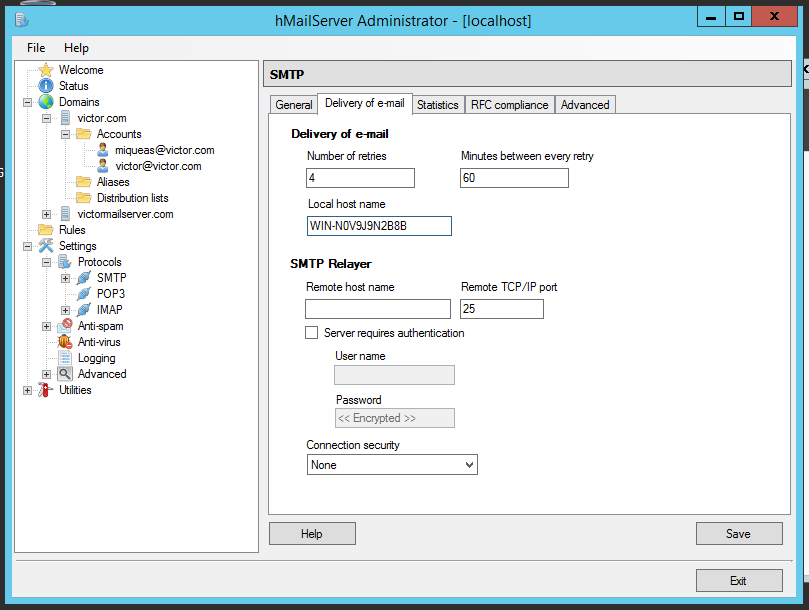 hMailServer Administrator - [localhost]
File Help
Welcome
Status
Domains
victor.com
Accounts
miqueas@victor.com
victor@victor.com
Aliases
Distribution lists
victormailserver.com
Rules
Settings
Protocols
SMTP
POP3
IMAP
Anti-spam
Anti-virus
Logging
Advanced
Utilities
SMTP
General Delivery of e-mail Statistics RFC compliance Advanced
Delivery of e-mail
Number of retries Minutes between every retry
4 60
Local host name
WIN-N0V9J9N2B8B
SMTP Relayer
Remote host name Remote TCP/IP port
25
Server requires authentication
User name
Password
<< Encrypted >>
Connection security
None
Help Save
Exit